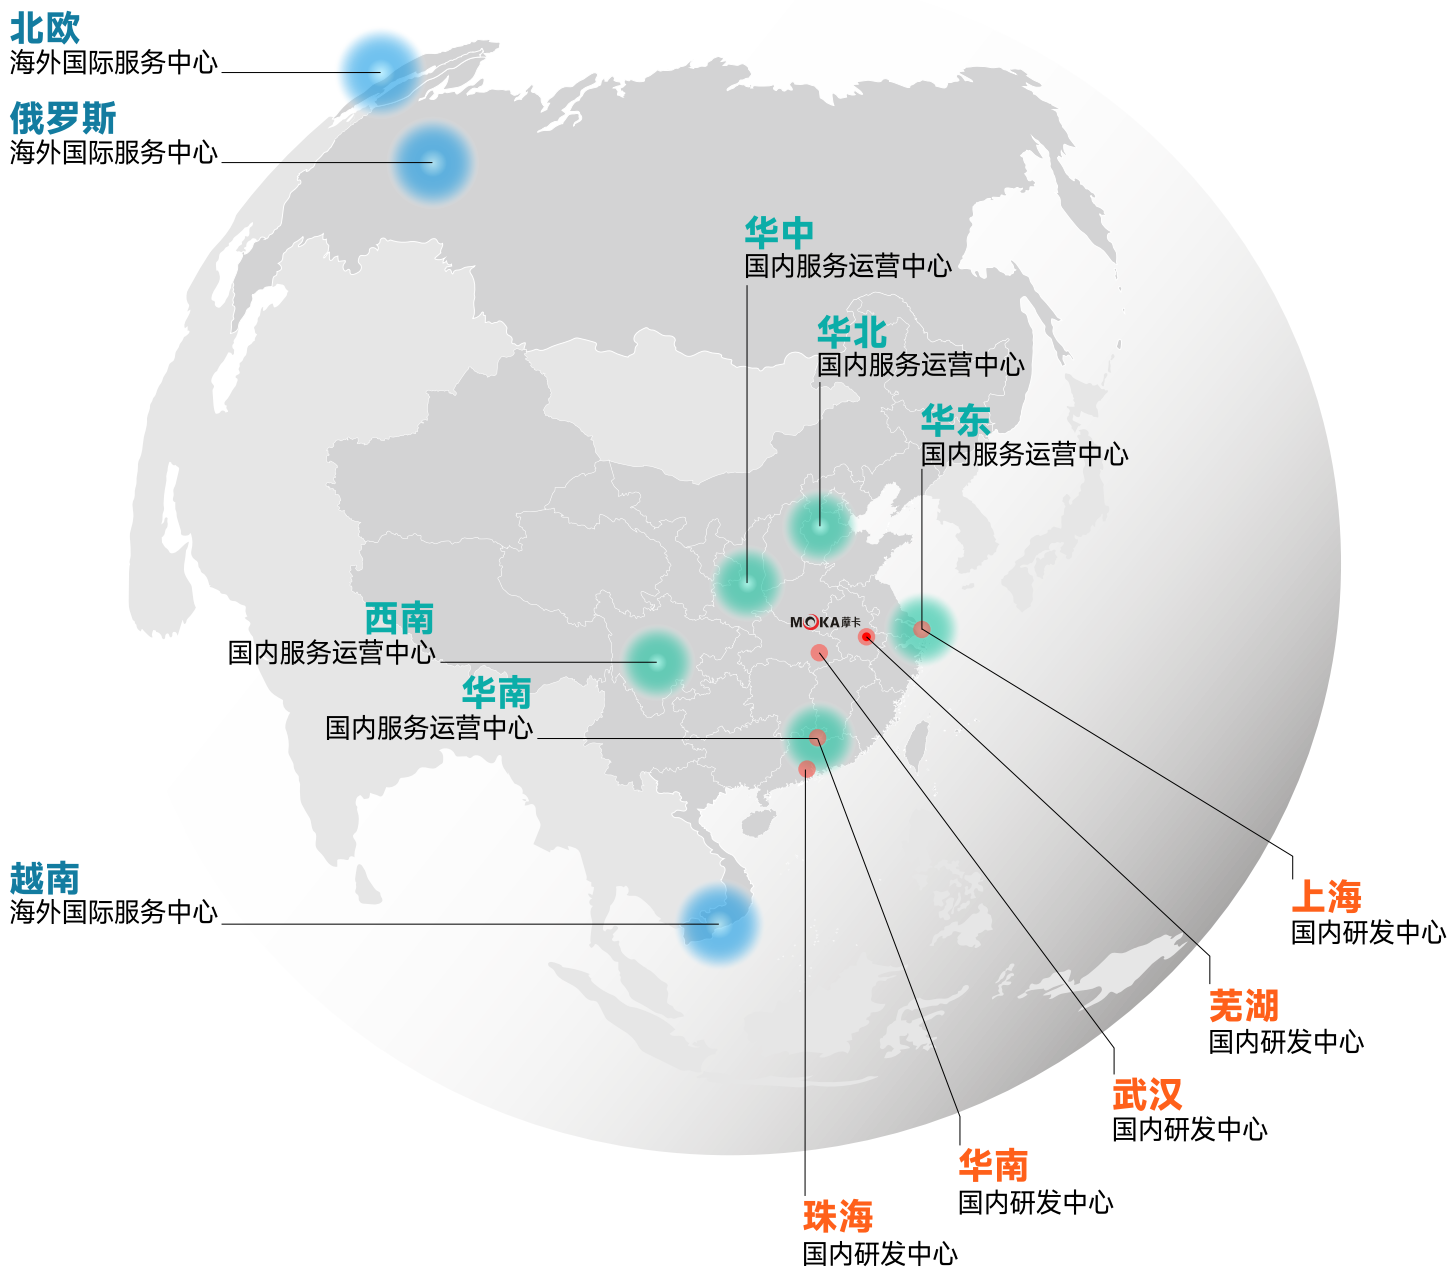 北欧
海外国际服务中心
俄罗斯
海外国际服务中心
华中
国内服务运营中心
华北
国内服务运营中心
华东
国内服务运营中心
西南
国内服务运营中心
MOKA摩卡
华南
国内服务运营中心
越南
海外国际服务中心
上海
国内研发中心
芜湖
国内研发中心
武汉
国内研发中心
华南
国内研发中心
珠海
国内研发中心